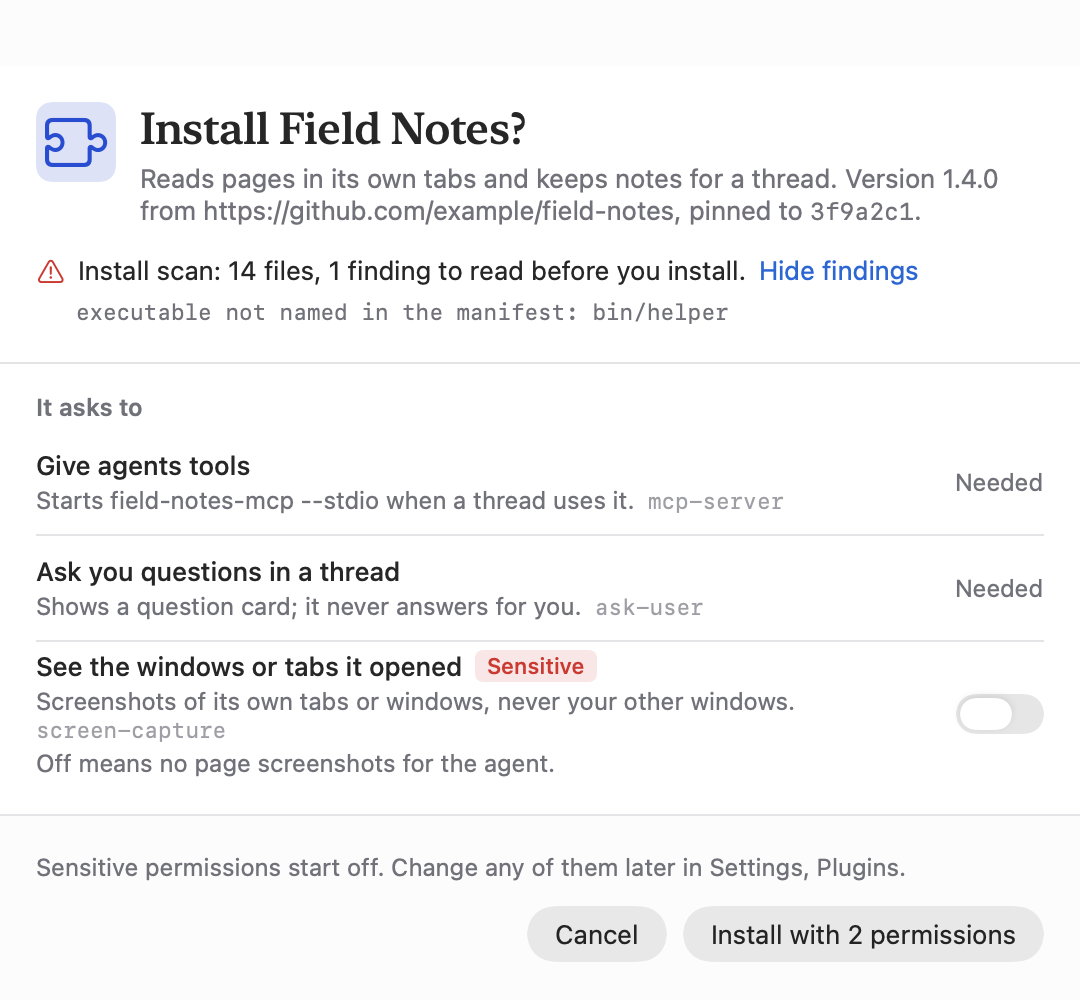 Install Field Notes?
Reads pages in its own tabs and keeps notes for a thread. Version 1.4.0
from https://github.com/example/field-notes, pinned to 3f9a2c1.
Install scan: 14 files, 1 finding to read before you install. Hide findings
executable not named in the manifest: bin/helper
It asks to
Give agents tools
Starts field-notes-mcp --stdio when a thread uses it. mcp-server
Needed
Ask you questions in a thread
Shows a question card; it never answers for you. ask-user
Needed
See the windows or tabs it opened Sensitive
Screenshots of its own tabs or windows, never your other windows.
screen-capture
Off means no page screenshots for the agent.
Sensitive permissions start off. Change any of them later in Settings, Plugins.
Cancel
Install with 2 permissions